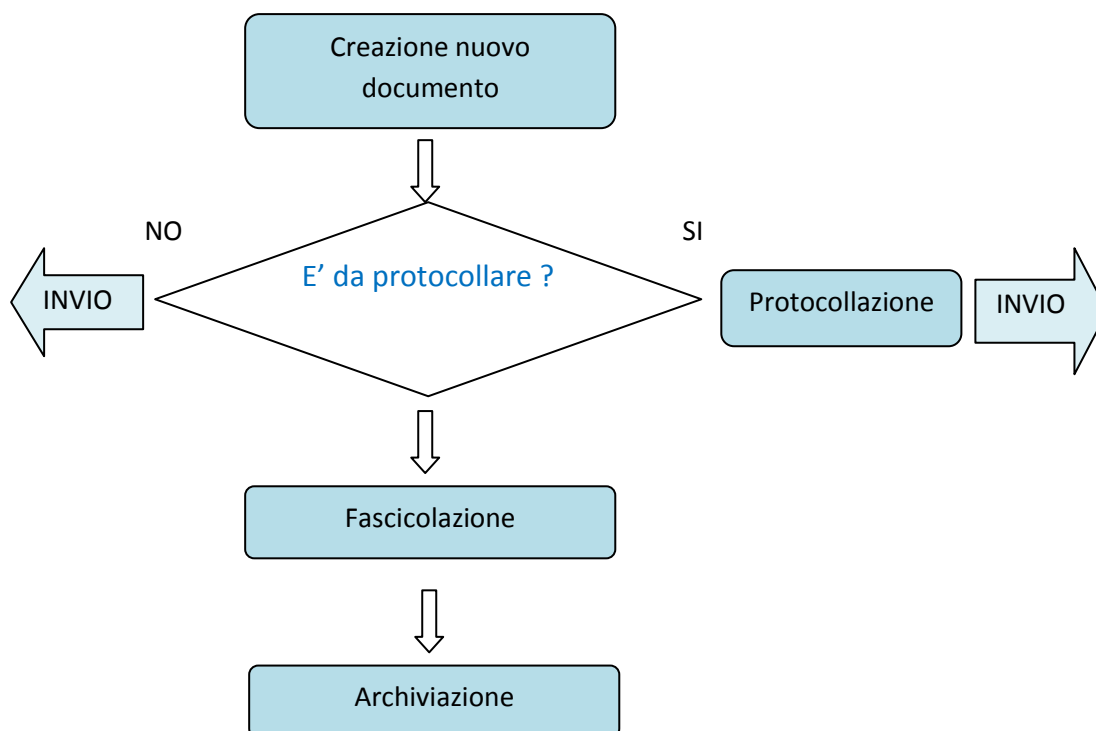 Creazione nuovo
documento
NO
SI
E’ da protocollare ?
INVIO
Protocollazione
INVIO
Fascicolazione
Archiviazione